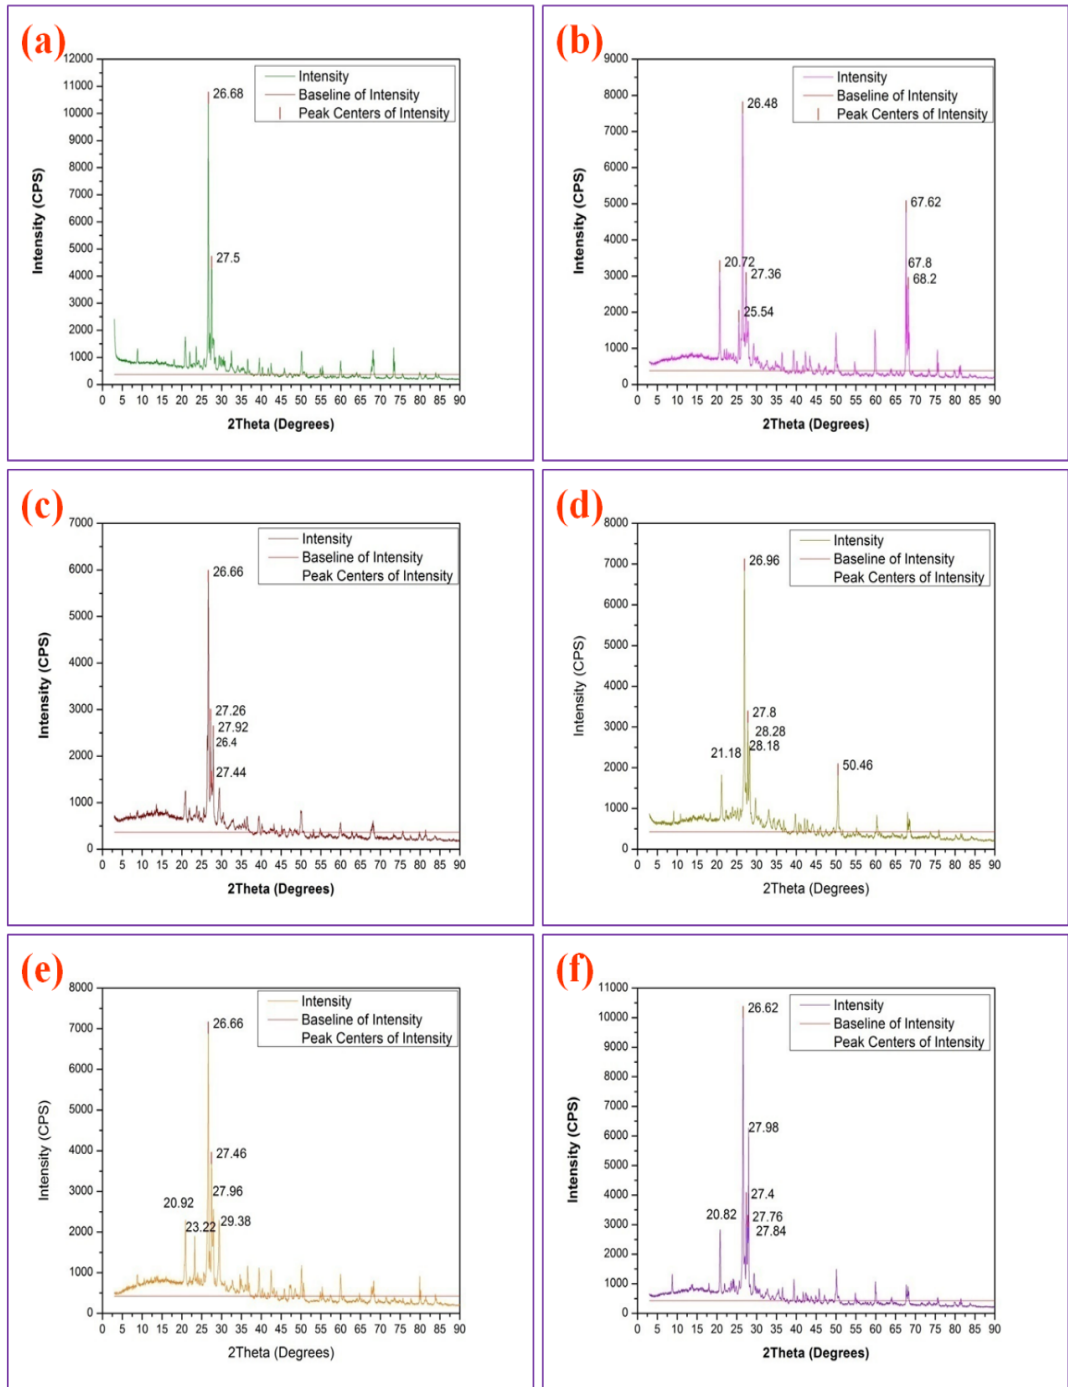 (a)
12000
11000
10000
9000
8000
7000
6000
5000
4000
3000
2000
1000
0
Intensity (CPS)
Intensity
Baseline of Intensity
Peak Centers of Intensity
26.68
27.5
0 5 10 15 20 25 30 35 40 45 50 55 60 65 70 75 80 85 90
2Theta (Degrees)
(b)
9000
8000
7000
6000
5000
4000
3000
2000
1000
0
Intensity (CPS)
Intensity
Baseline of Intensity
Peak Centers of Intensity
26.48
67.62
20.72
67.8
27.36
68.2
25.54
0 5 10 15 20 25 30 35 40 45 50 55 60 65 70 75 80 85 90
2Theta (Degrees)
(c)
7000
6000
5000
4000
3000
2000
1000
0
Intensity (CPS)
Intensity
Baseline of Intensity
Peak Centers of Intensity
26.66
27.26
27.92
26.4
27.44
0 5 10 15 20 25 30 35 40 45 50 55 60 65 70 75 80 85 90
2Theta (Degrees)
(d)
8000
7000
6000
5000
4000
3000
2000
1000
0
Intensity (CPS)
Intensity
Baseline of Intensity
Peak Centers of Intensity
26.96
27.8
28.28
28.18
21.18
50.46
0 5 10 15 20 25 30 35 40 45 50 55 60 65 70 75 80 85 90
2Theta (Degrees)
(e)
8000
7000
6000
5000
4000
3000
2000
1000
0
Intensity (CPS)
Intensity
Baseline of Intensity
Peak Centers of Intensity
26.66
27.46
27.96
20.92
29.38
23.22
0 5 10 15 20 25 30 35 40 45 50 55 60 65 70 75 80 85 90
2Theta (Degrees)
(f)
11000
10000
9000
8000
7000
6000
5000
4000
3000
2000
1000
0
Intensity (CPS)
Intensity
Baseline of Intensity
Peak Centers of Intensity
26.62
27.98
27.4
20.82
27.76
27.84
0 5 10 15 20 25 30 35 40 45 50 55 60 65 70 75 80 85 90
2Theta (Degrees)